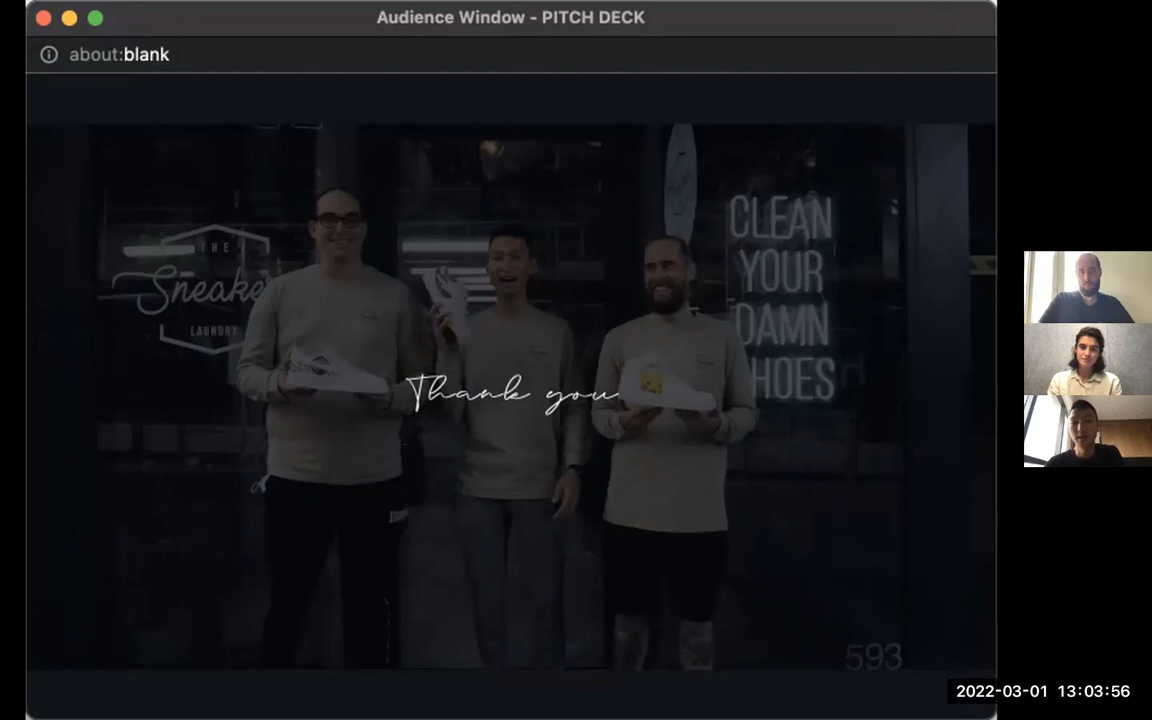 Audience Window - PITCH DECK
about:blank
THE
Sneaker
LAUNDRY
CLEAN
YOUR
DAMN
SHOES
Thank you
593
2022-03-01 13:03:56